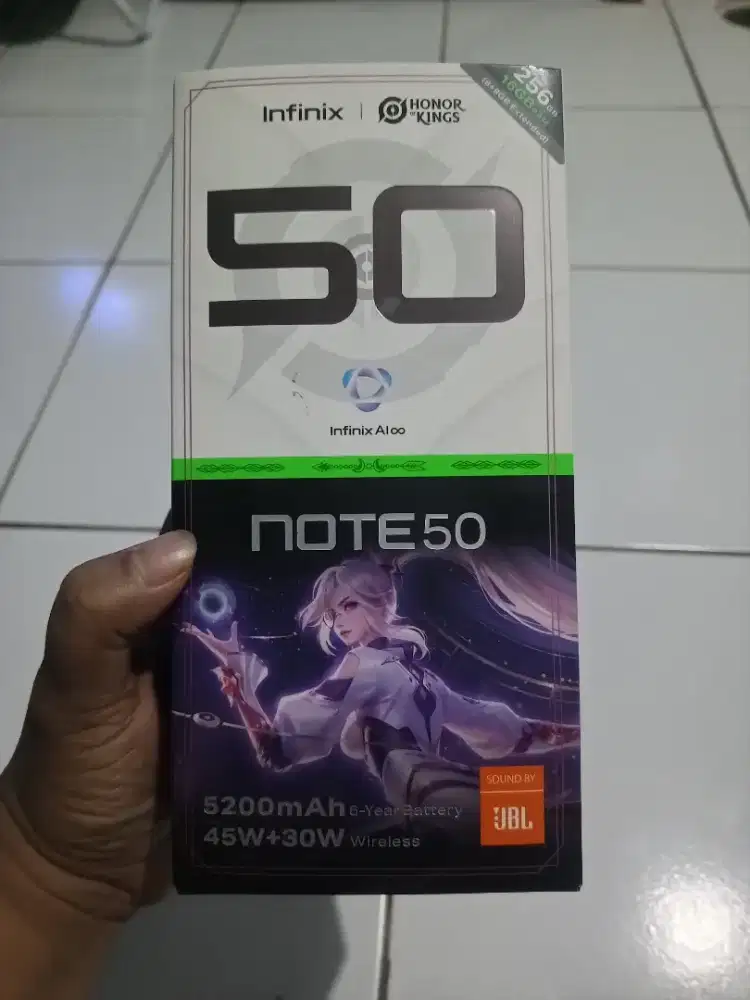 Infinix | HONOR OF KINGS
256GB
16GB RAM
(8+8GB Extended)
50
Infinix AI∞
NOTE 50
5200mAh 6-Year Battery
45W+30W Wireless
SOUND BY
JBL